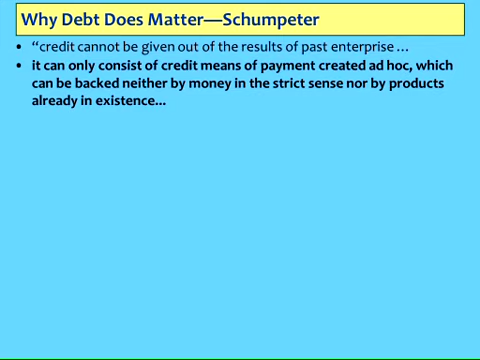 Why Debt Does Matter—Schumpeter
• “credit cannot be given out of the results of past enterprise …
• it can only consist of credit means of payment created ad hoc, which
can be backed neither by money in the strict sense nor by products
already in existence...